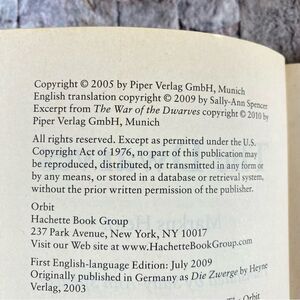 Copyright © 2005 by Piper Verlag GmbH, Munich
English translation copyright © 2009 by Sally-Ann Spencer
Excerpt from The War of the Dwarves copyright © 2010 by
Piper Verlag GmbH, Munich
All rights reserved. Except as permitted under the U.S.
Copyright Act of 1976, no part of this publication may
be reproduced, distributed, or transmitted in any form or
by any means, or stored in a database or retrieval system,
without the prior written permission of the publisher.
Orbit
Hachette Book Group
237 Park Avenue, New York, NY 10017
Visit our Web site at www.HachetteBookGroup.com
First English-language Edition: July 2009
Originally published in Germany as Die Zwerge by Heyne
Verlag, 2003
The Orbit